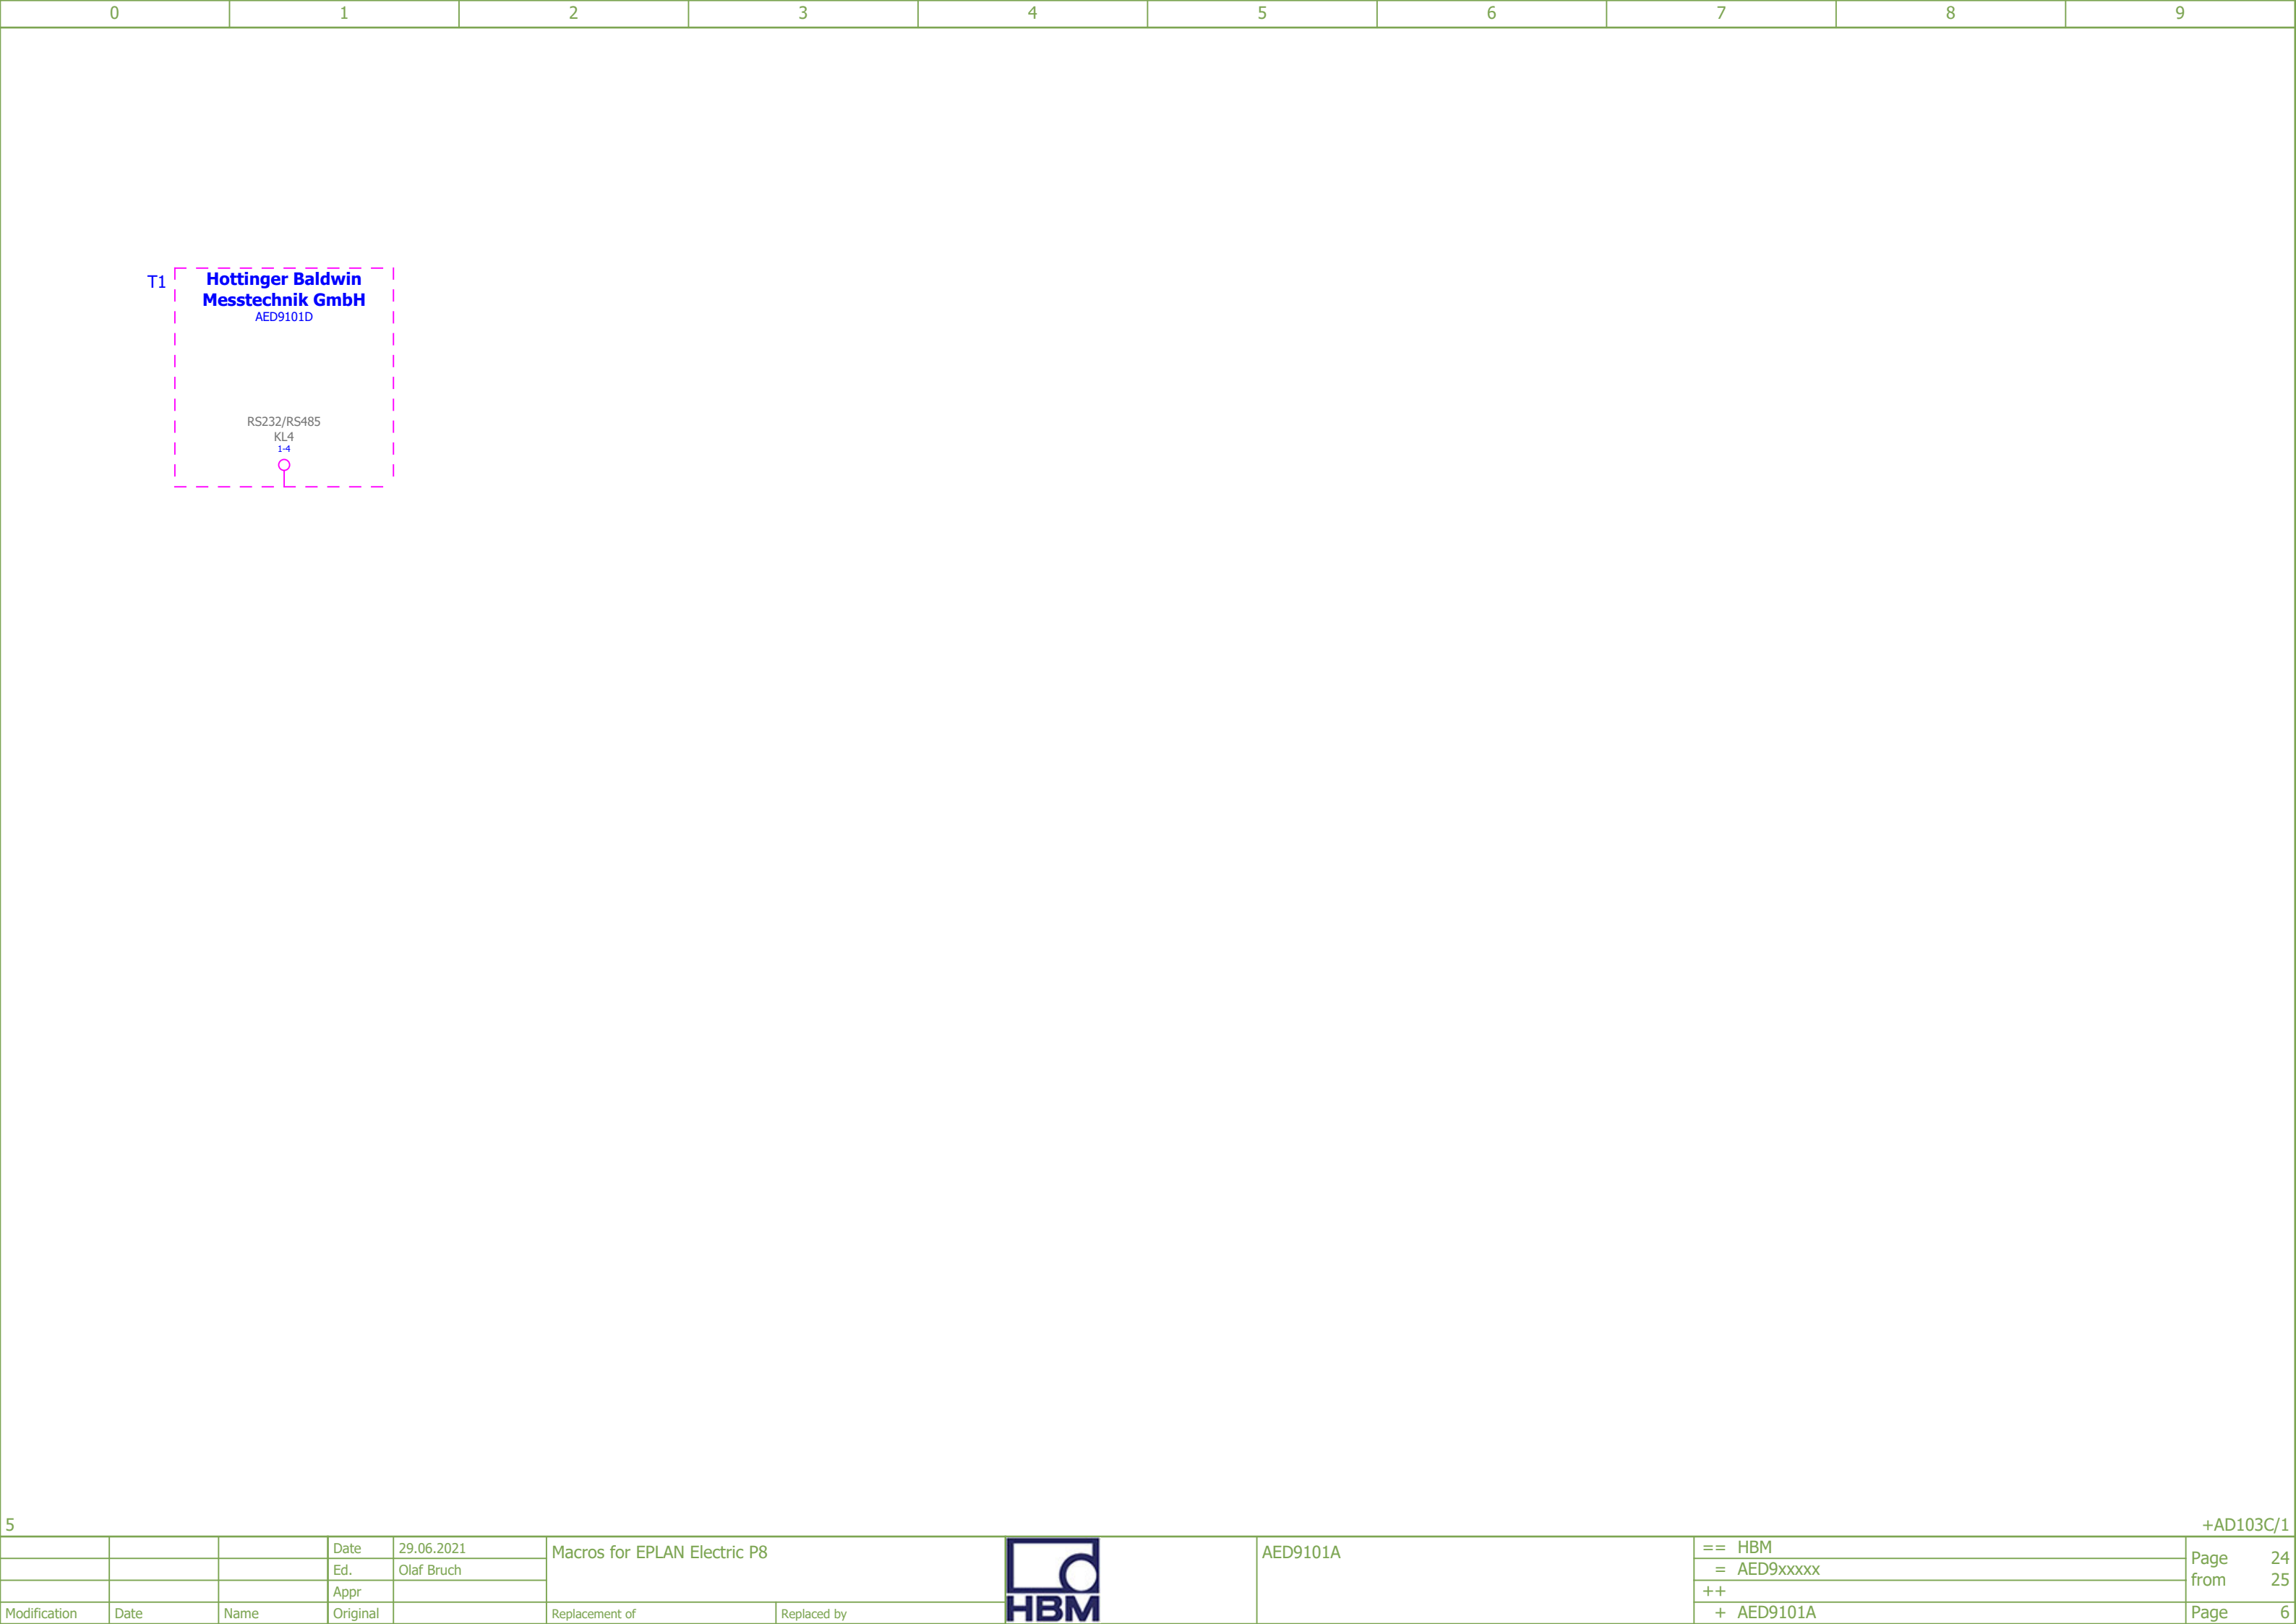 0 1 2 3 4 5 6 7 8 9
T1
Hottinger Baldwin
Messtechnik GmbH
AED9101D
RS232/RS485
KL4
1-4
5 +AD103C/1
Date 29.06.2021 Macros for EPLAN Electric P8 AED9101A == HBM Page 24
Ed. Olaf Bruch = AED9xxxxx from 25
Appr ++
HBM
Modification Date Name Original Replacement of Replaced by + AED9101A Page 6